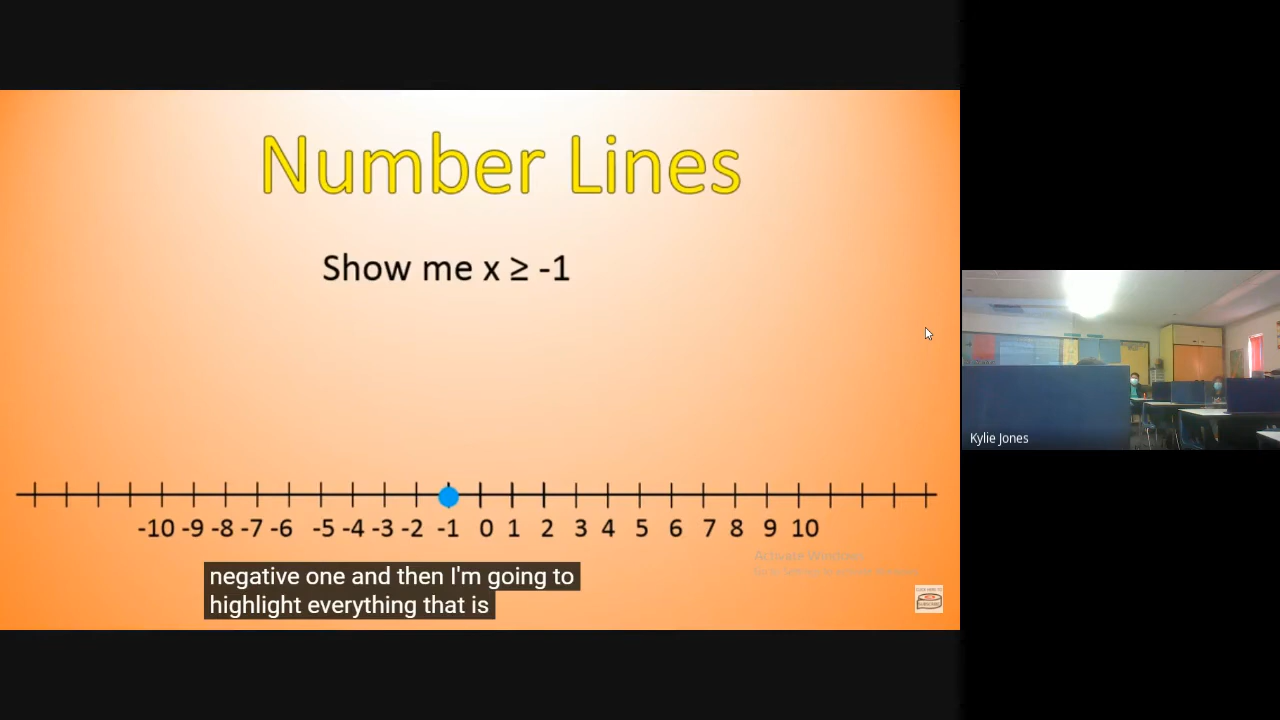 Number Lines
Show me x ≥ -1
-10 -9 -8 -7 -6 -5 -4 -3 -2 -1 0 1 2 3 4 5 6 7 8 9 10
Activate Windows
negative one and then I'm going to
highlight everything that is
Kylie Jones